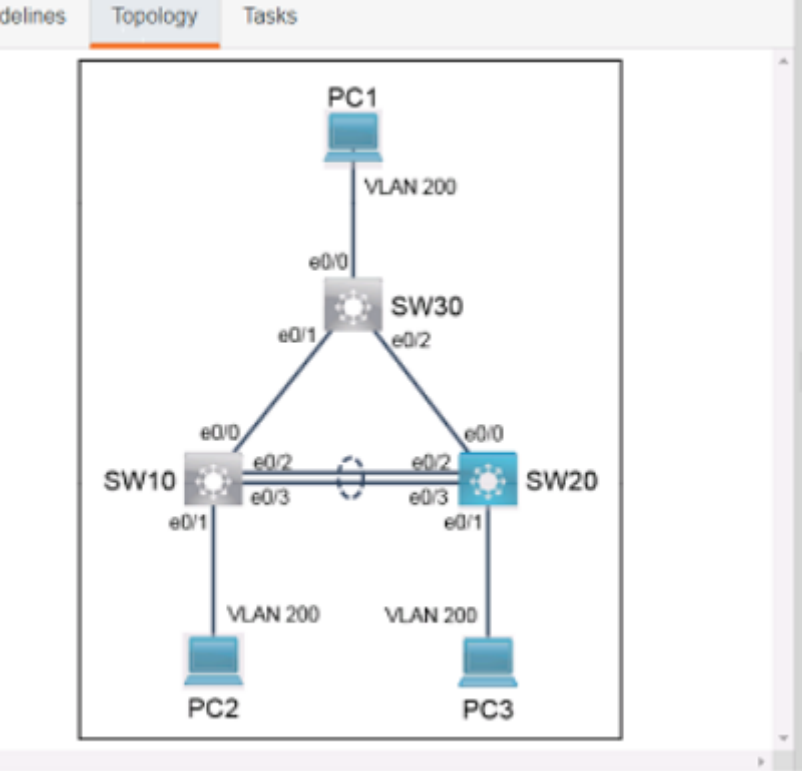 delines Topology Tasks
PC1
VLAN 200
e0/0
SW30
e0/1 e0/2
e0/0 e0/0
SW10 e0/2 e0/2 SW20
e0/3 e0/3
e0/1 e0/1
VLAN 200 VLAN 200
PC2 PC3